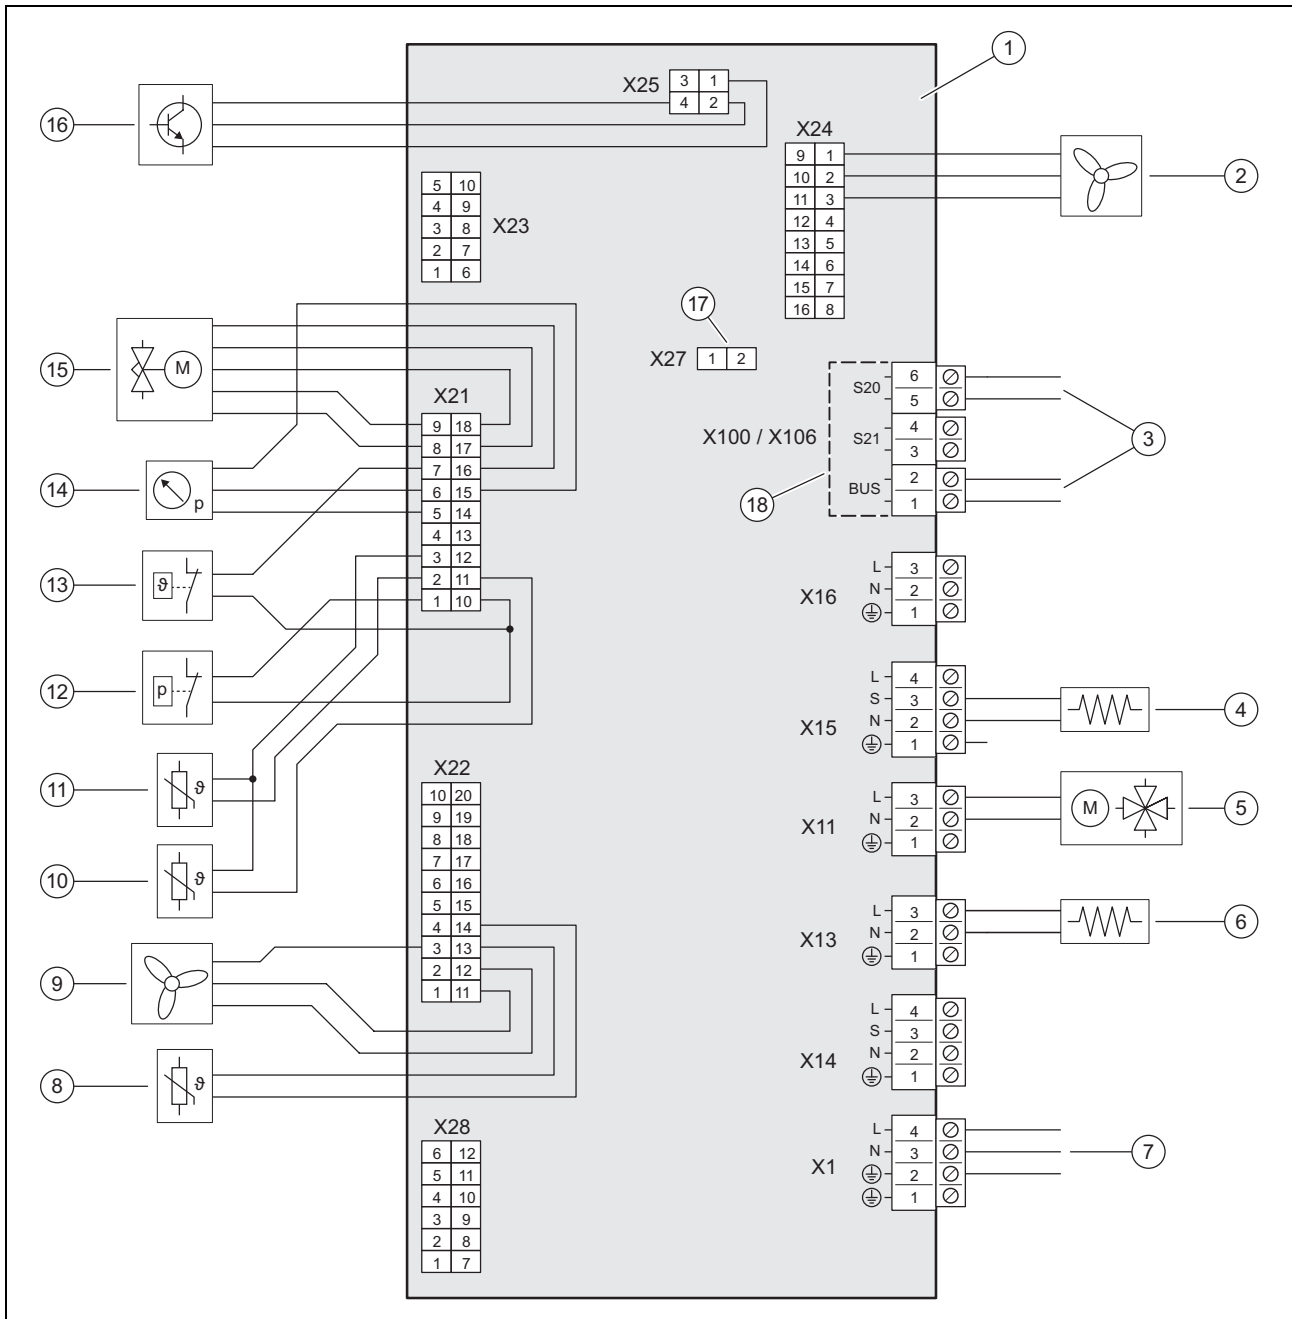 1
X25
3 1
4 2
16
X24
9 1
10 2
11 3
12 4
13 5
14 6
15 7
16 8
2
5 10
4 9
3 8
2 7
1 6
X23
17
X27
1 2
15
M
X21
9 18
8 17
7 16
6 15
5 14
4 13
3 12
2 11
1 10
X100 / X106
S20
6
5
S21
4
3
BUS
2
1
3
18
14
p
13
ϑ
X16
L 3
N 2
1
12
p
X15
L 4
S 3
N 2
1
4
11
ϑ
X22
10 20
9 19
8 18
7 17
6 16
5 15
4 14
3 13
2 12
1 11
X11
L 3
N 2
1
M
5
10
ϑ
X13
L 3
N 2
1
6
9
X14
L 4
S 3
N 2
1
8
ϑ
X28
6 12
5 11
4 10
3 9
2 8
1 7
X1
L 4
N 3
2
1
7